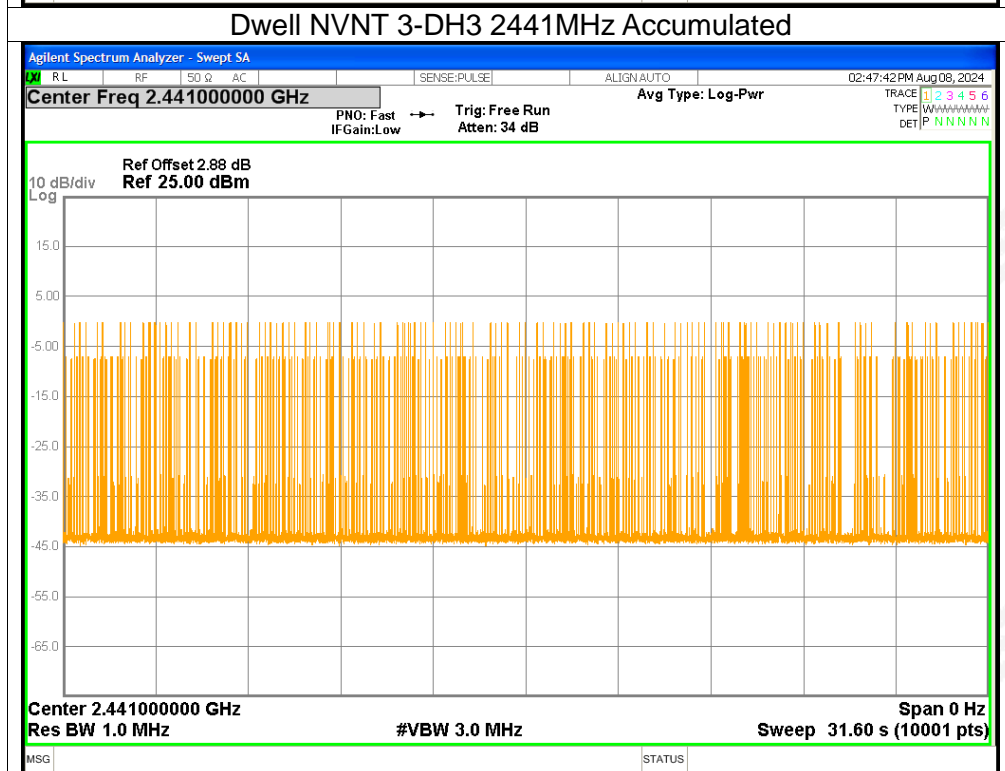 Dwell NVNT 3-DH3 2441MHz Accumulated
Agilent Spectrum Analyzer - Swept SA
LXI RL RF 50 Ω AC SENSE:PULSE ALIGN AUTO 02:47:42 PM Aug 08, 2024
Center Freq 2.441000000 GHz Avg Type: Log-Pwr TRACE 1 2 3 4 5 6
PNO: Fast Trig: Free Run TYPE WWWWWW
IFGain:Low Atten: 34 dB DET P N N N N N
Ref Offset 2.88 dB
10 dB/div Ref 25.00 dBm
Log
15.0
5.00
-5.00
-15.0
-25.0
-35.0
-45.0
-55.0
-65.0
Center 2.441000000 GHz Span 0 Hz
Res BW 1.0 MHz #VBW 3.0 MHz Sweep 31.60 s (10001 pts)
MSG STATUS